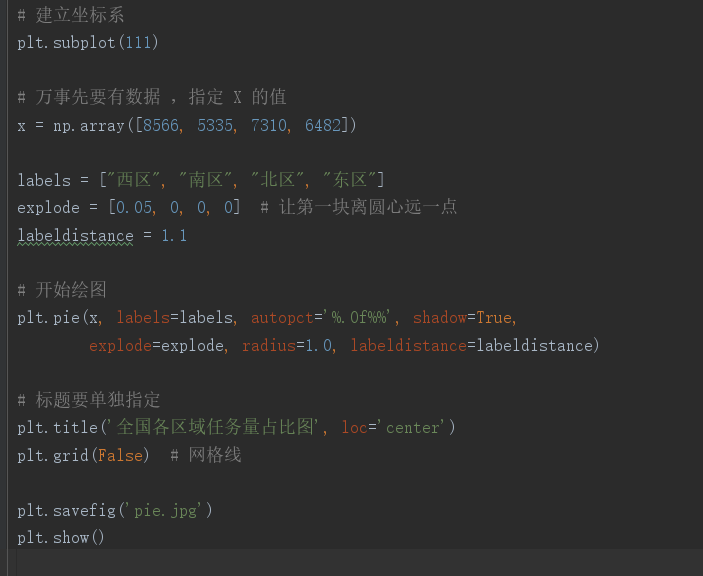 # 建立坐标系
plt.subplot(111)
# 万事先要有数据 ，指定 X 的值
x = np.array([8566, 5335, 7310, 6482])
labels = ["西区", "南区", "北区", "东区"]
explode = [0.05, 0, 0, 0]  # 让第一块离圆心远一点
labeldistance = 1.1
# 开始绘图
plt.pie(x, labels=labels, autopct='%.0f%%', shadow=True,
        explode=explode, radius=1.0, labeldistance=labeldistance)
# 标题要单独指定
plt.title('全国各区域任务量占比图', loc='center')
plt.grid(False)  # 网格线
plt.savefig('pie.jpg')
plt.show()